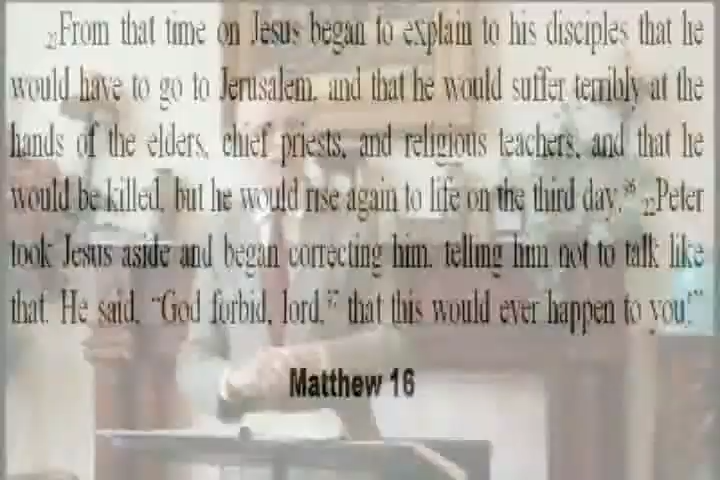 21From that time on Jesus began to explain to his disciples that he
would have to go to Jerusalem, and that he would suffer terribly at the
hands of the elders, chief priests, and religious teachers, and that he
would be killed, but he would rise again to life on the third day. 22Peter
took Jesus aside and began correcting him, telling him not to talk like
that. He said, “God forbid, lord, that this would ever happen to you!”
Matthew 16